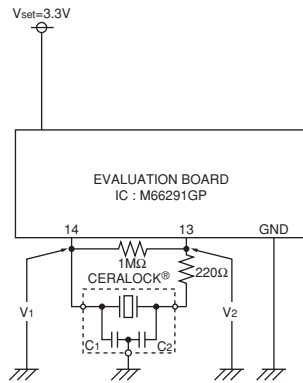 Vset=3.3V
EVALUATION BOARD
IC : M66291GP
14
13
GND
1MΩ
CERALOCK®
220Ω
V1
V2
C1
C2